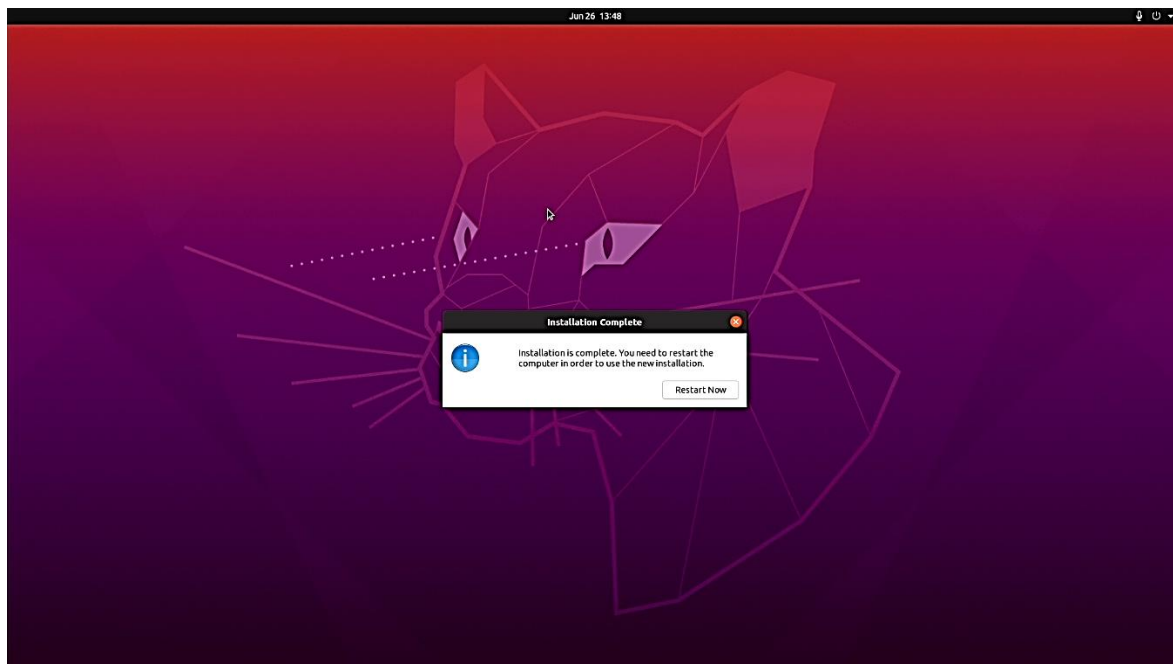 Jun 26 13:48
Installation Complete
Installation is complete. You need to restart the
computer in order to use the new installation.
Restart Now